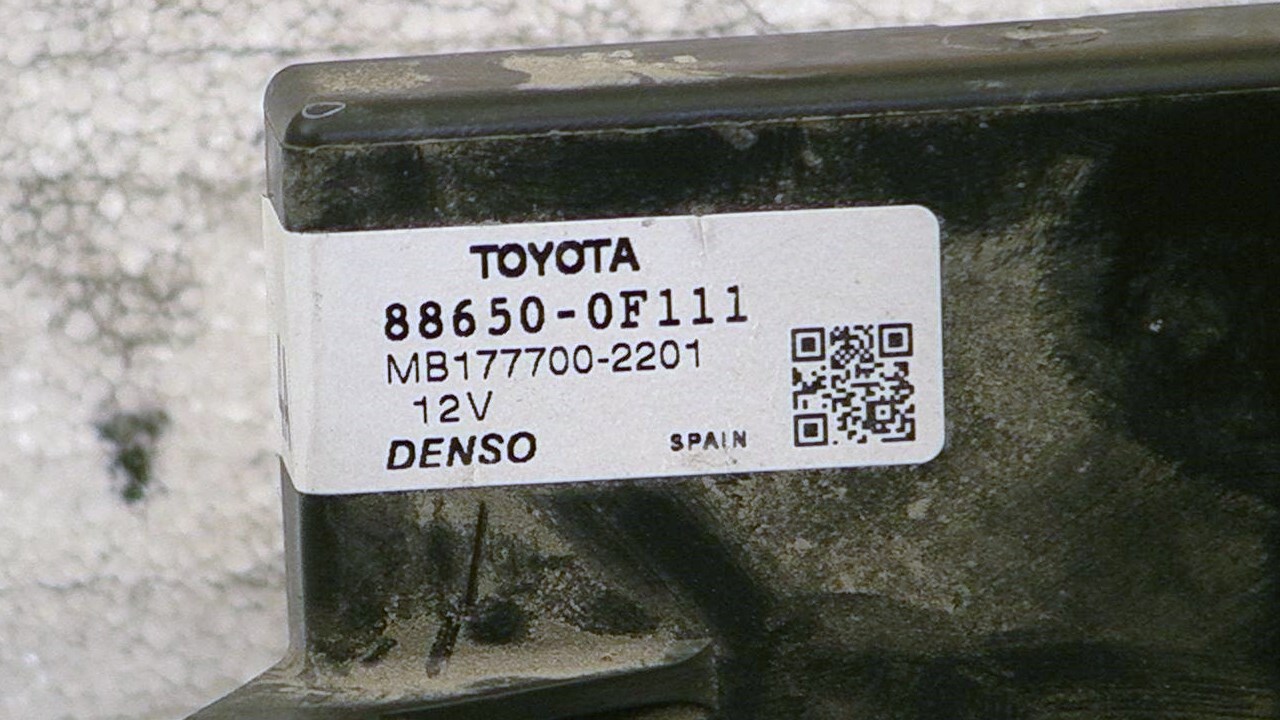 TOYOTA
88650-0F111
MB177700-2201
12V
DENSO SPAIN